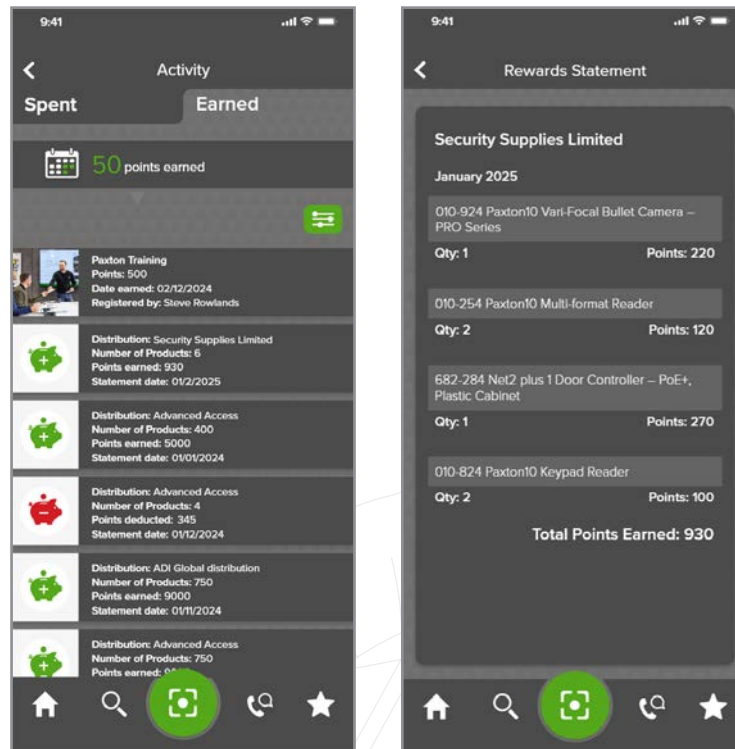 9:41
Activity
Spent
Earned
50 points earned
Paxton Training
Points: 500
Date earned: 02/12/2024
Registered by: Steve Rowlands
Distribution: Security Supplies Limited
Number of Products: 6
Points earned: 930
Statement date: 01/2/2025
Distribution: Advanced Access
Number of Products: 400
Points earned: 5000
Statement date: 01/01/2024
Distribution: Advanced Access
Number of Products: 4
Points deducted: 345
Statement date: 01/12/2024
Distribution: ADI Global distribution
Number of Products: 750
Points earned: 9000
Statement date: 01/11/2024
Distribution: Advanced Access
Number of Products: 750
Points earned:
9:41
Rewards Statement
Security Supplies Limited
January 2025
010-924 Paxton10 Vari-Focal Bullet Camera –
PRO Series
Qty: 1
Points: 220
010-254 Paxton10 Multi-format Reader
Qty: 2
Points: 120
682-284 Net2 plus 1 Door Controller – PoE+,
Plastic Cabinet
Qty: 1
Points: 270
010-824 Paxton10 Keypad Reader
Qty: 2
Points: 100
Total Points Earned: 930